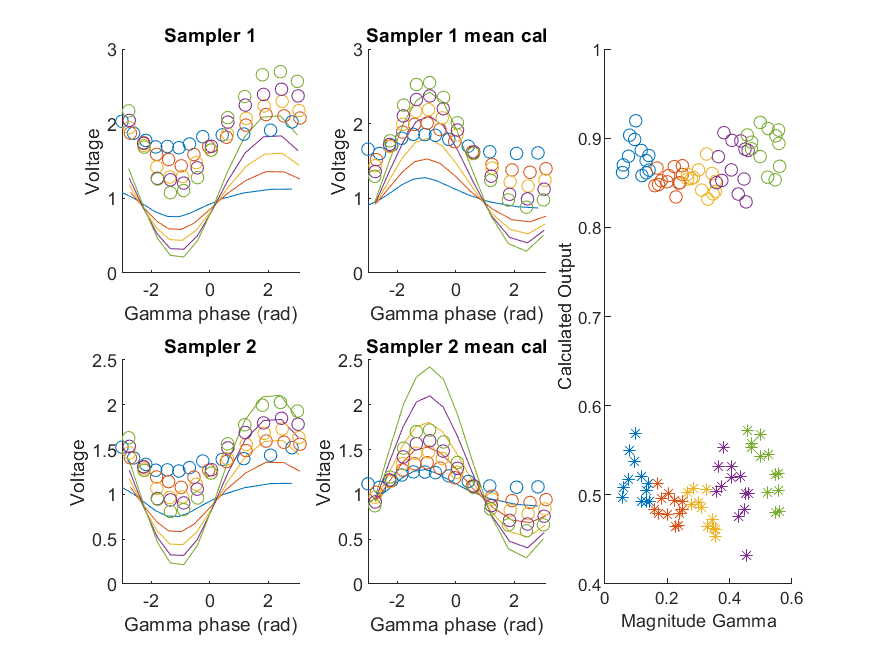 Sampler 1
3
2
1
0
Voltage
-2 0 2
Gamma phase (rad)
Sampler 1 mean cal
3
2
1
0
Voltage
-2 0 2
Gamma phase (rad)
Sampler 2
2.5
2
1.5
1
0.5
0
Voltage
-2 0 2
Gamma phase (rad)
Sampler 2 mean cal
2.5
2
1.5
1
0.5
0
Voltage
-2 0 2
Gamma phase (rad)
1
0.9
0.8
0.7
0.6
0.5
0.4
Calculated Output
0 0.2 0.4 0.6
Magnitude Gamma